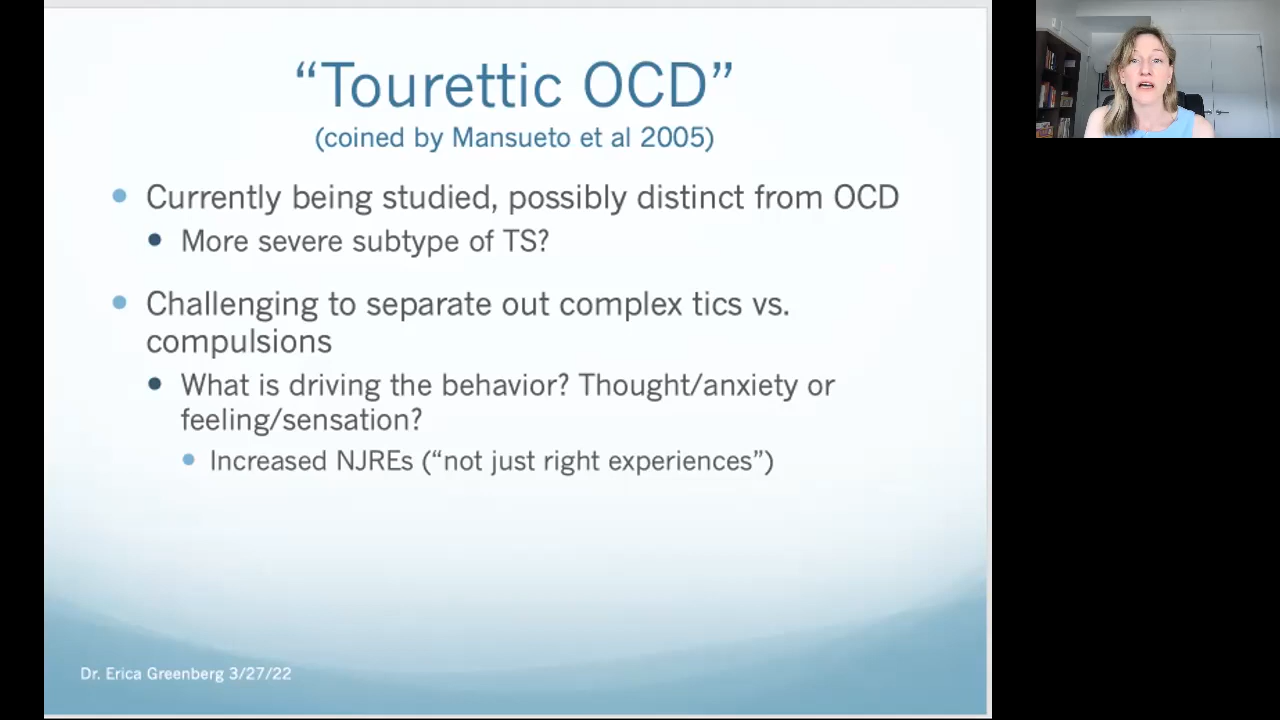 “Tourettic OCD”
(coined by Mansueto et al 2005)
Currently being studied, possibly distinct from OCD
More severe subtype of TS?
Challenging to separate out complex tics vs.
compulsions
What is driving the behavior? Thought/anxiety or
feeling/sensation?
Increased NJREs (“not just right experiences”)
Dr. Erica Greenberg 3/27/22